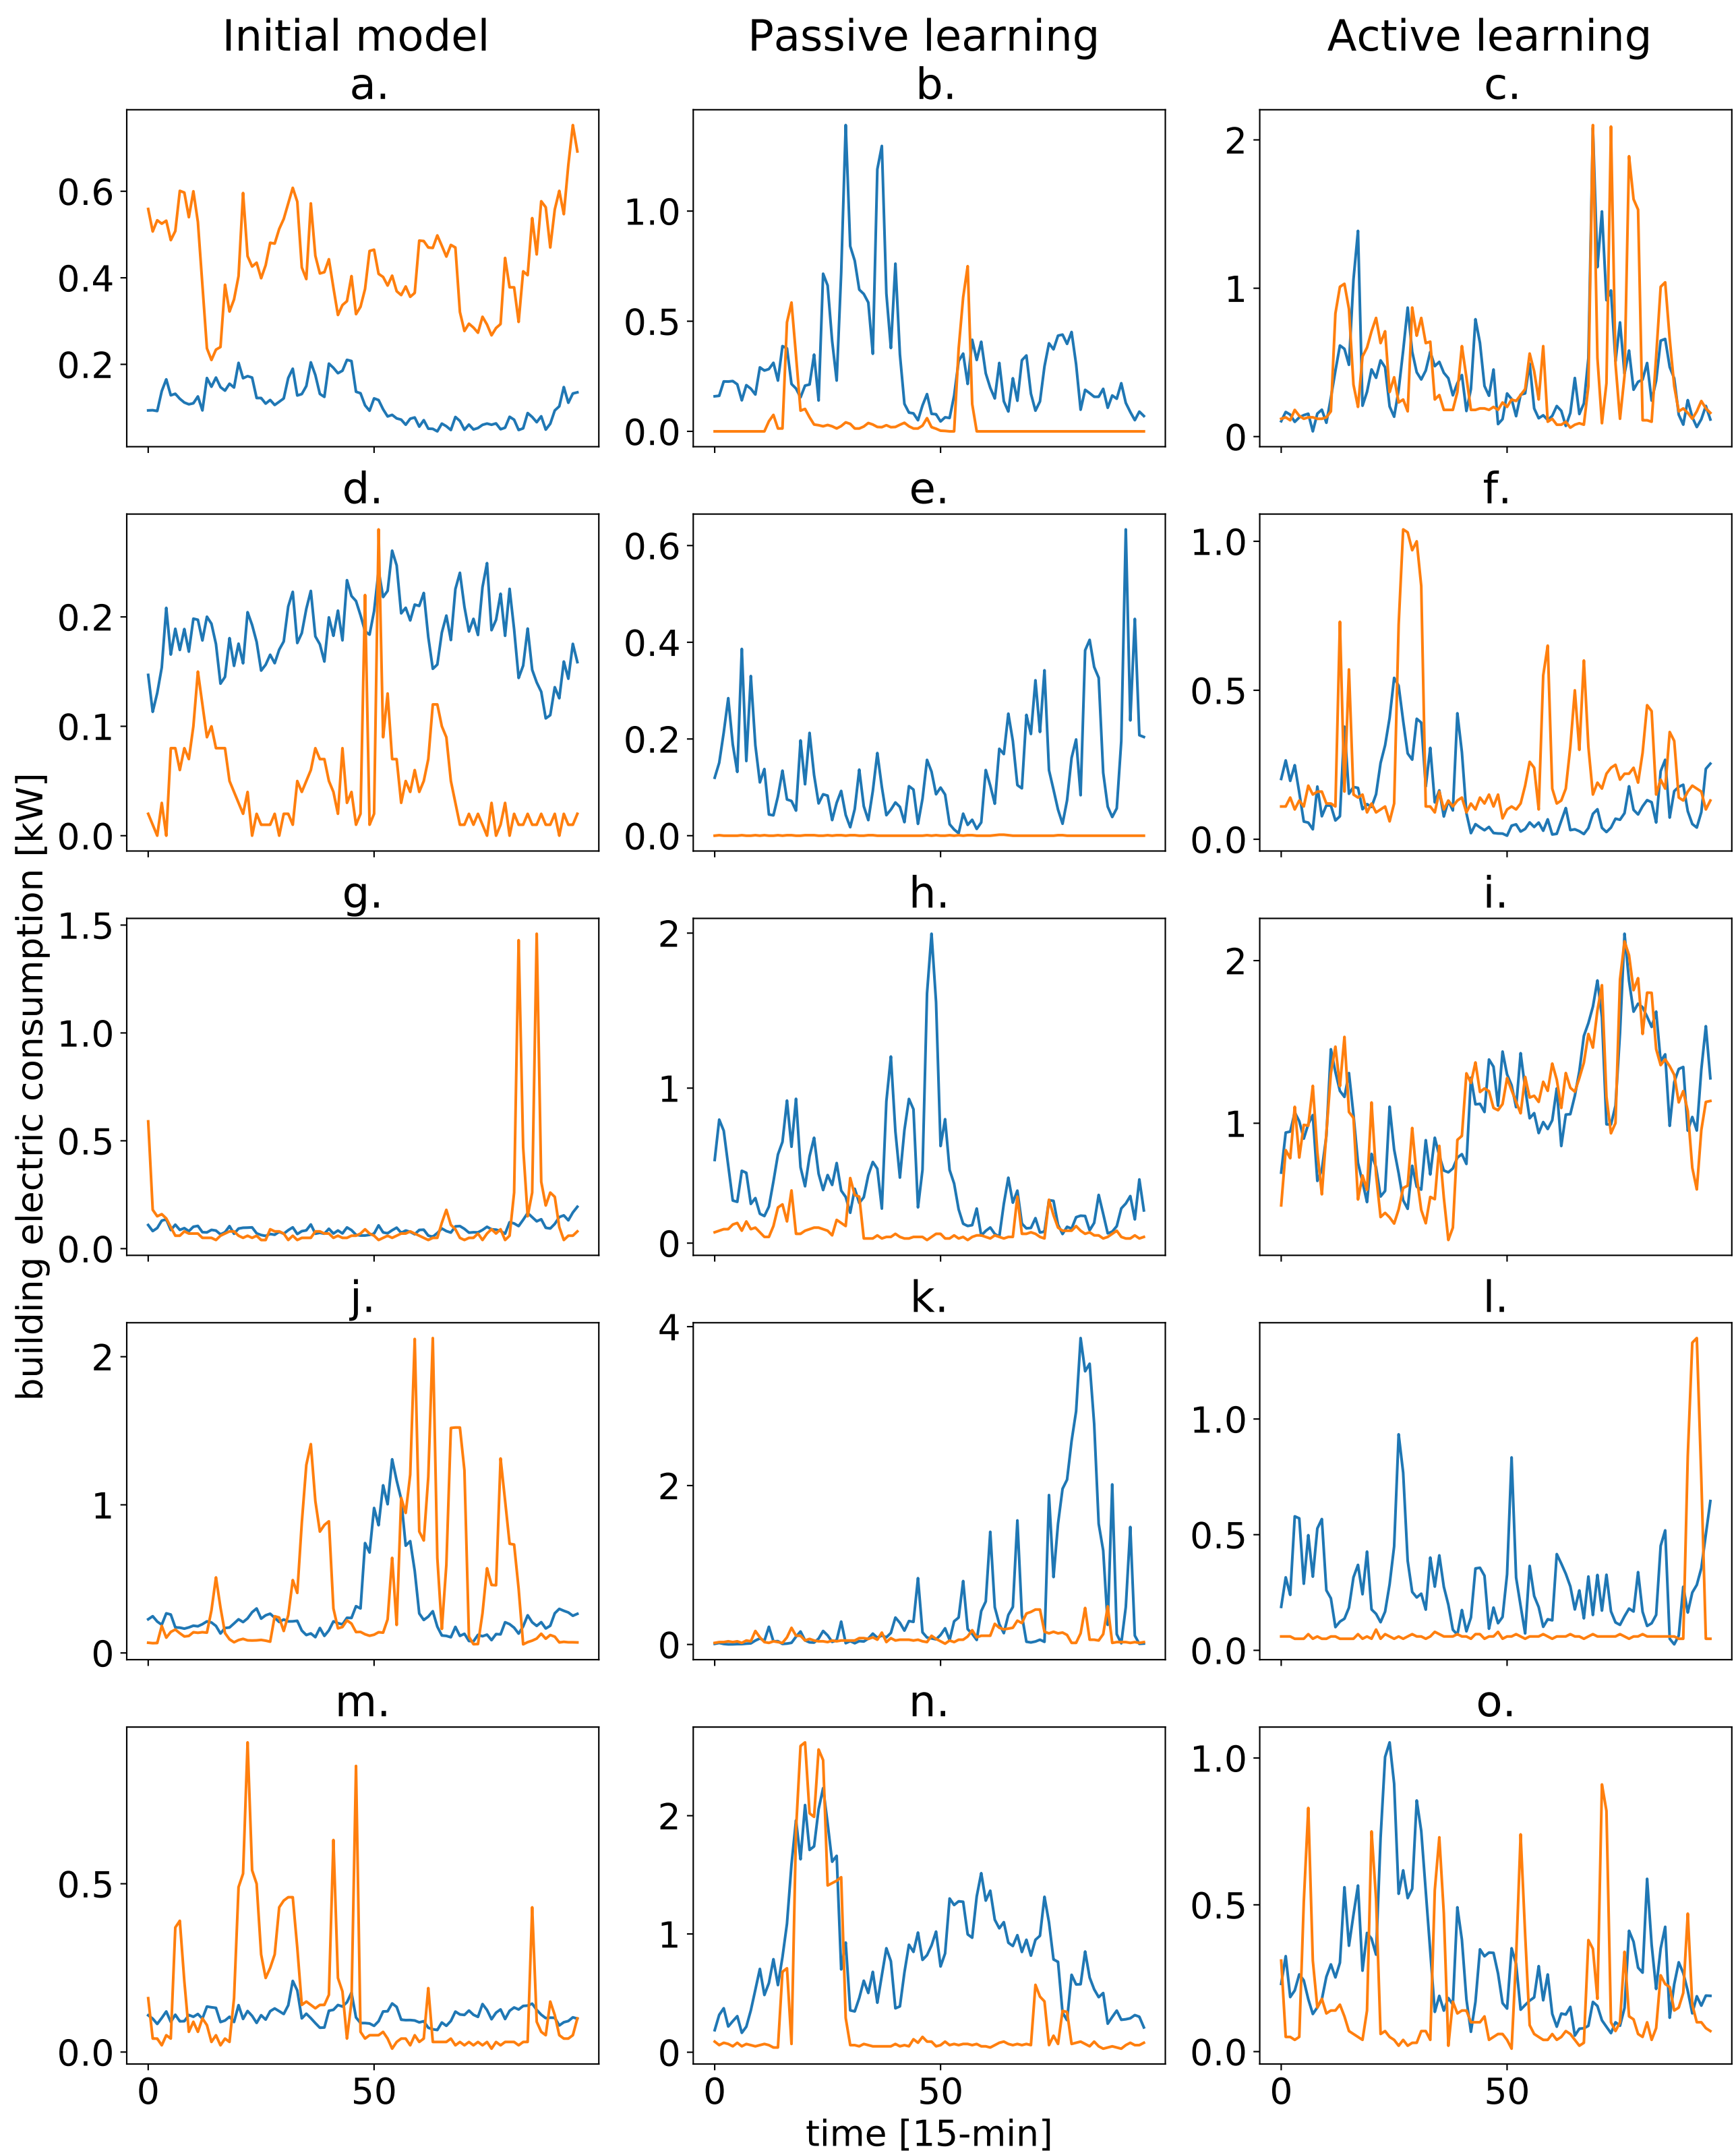 Initial model
Passive learning
Active learning
a.
b.
c.
0.6
0.4
0.2
1.0
0.5
0.0
2
1
0
d.
e.
f.
0.2
0.1
0.0
0.6
0.4
0.2
0.0
1.0
0.5
0.0
building electric consumption [kW]
g.
h.
i.
1.5
1.0
0.5
0.0
2
1
0
2
1
j.
k.
l.
2
1
0
4
2
0
1.0
0.5
0.0
m.
n.
o.
0.5
0.0
2
1
0
1.0
0.5
0.0
0
50
0
50
0
50
time [15-min]